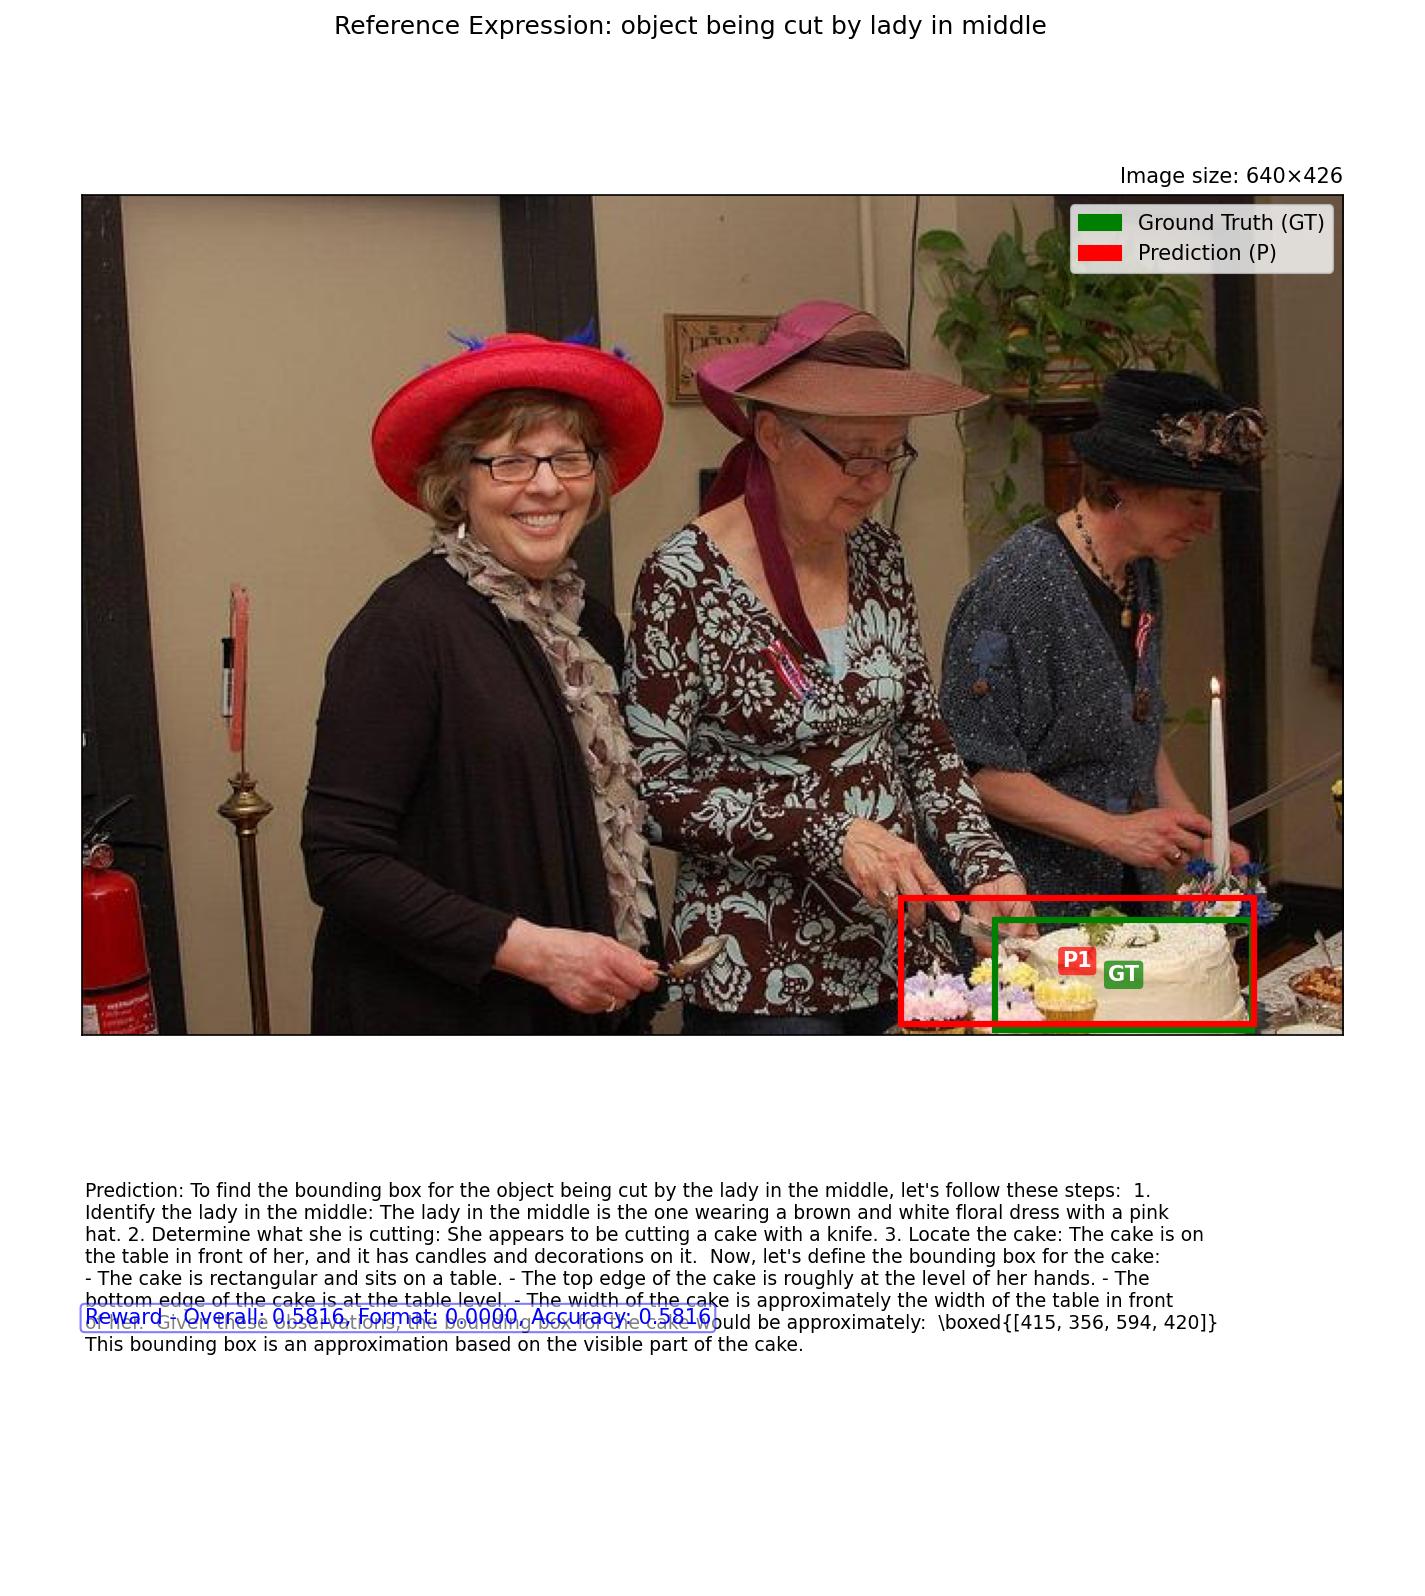 Reference Expression: object being cut by lady in middle
Image size: 640×426
Ground Truth (GT)
Prediction (P)
P1
GT
Prediction: To find the bounding box for the object being cut by the lady in the middle, let's follow these steps:  1.
Identify the lady in the middle: The lady in the middle is the one wearing a brown and white floral dress with a pink
hat. 2. Determine what she is cutting: She appears to be cutting a cake with a knife. 3. Locate the cake: The cake is on
the table in front of her, and it has candles and decorations on it.  Now, let's define the bounding box for the cake:
- The cake is rectangular and sits on a table. - The top edge of the cake is roughly at the level of her hands. - The
bottom edge of the cake is at the table level. - The width of the cake is approximately the width of the table in front
Reward - Overall: 0.5816, Format: 0.0000, Accuracy: 0.5816
of her.  Given these observations, the bounding box for the cake would be approximately:  \boxed{[415, 356, 594, 420]}
This bounding box is an approximation based on the visible part of the cake.